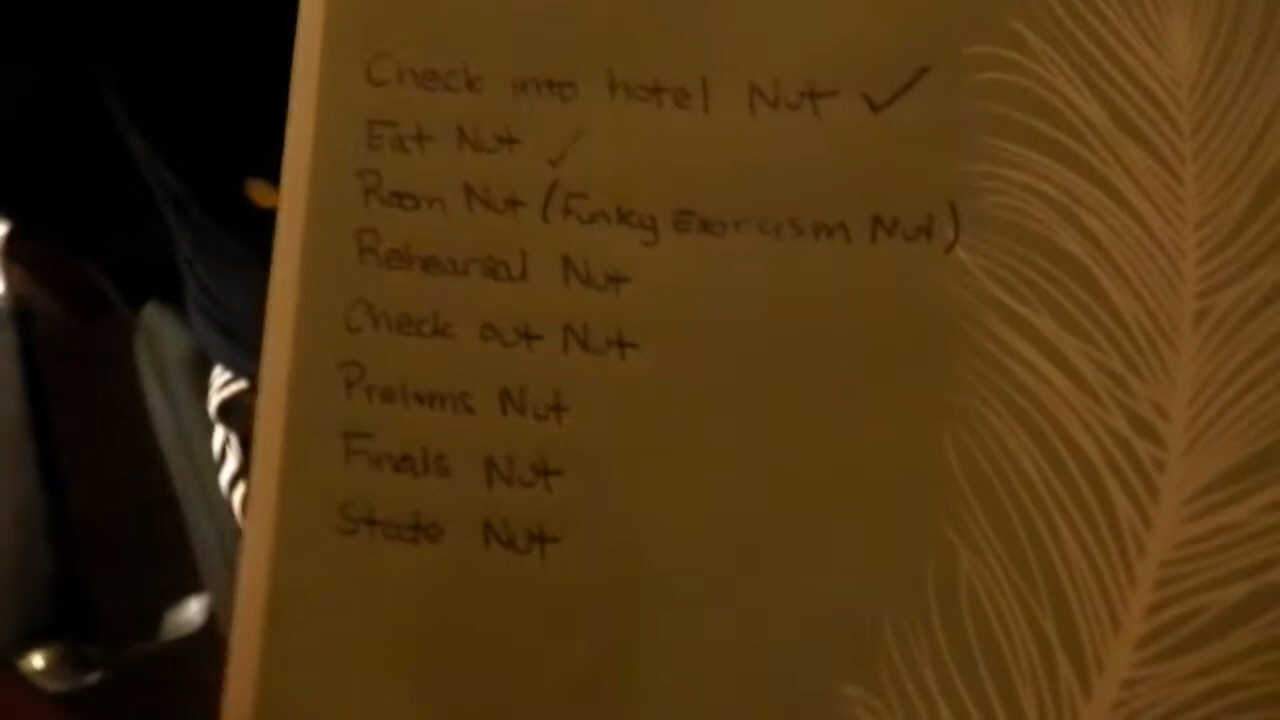 Check into hotel Nut ✓
Eat Nut ✓
Room Nut (Funky Exorcism Nut)
Rehearsal Nut
Check out Nut
Prelims Nut
Finals Nut
State Nut